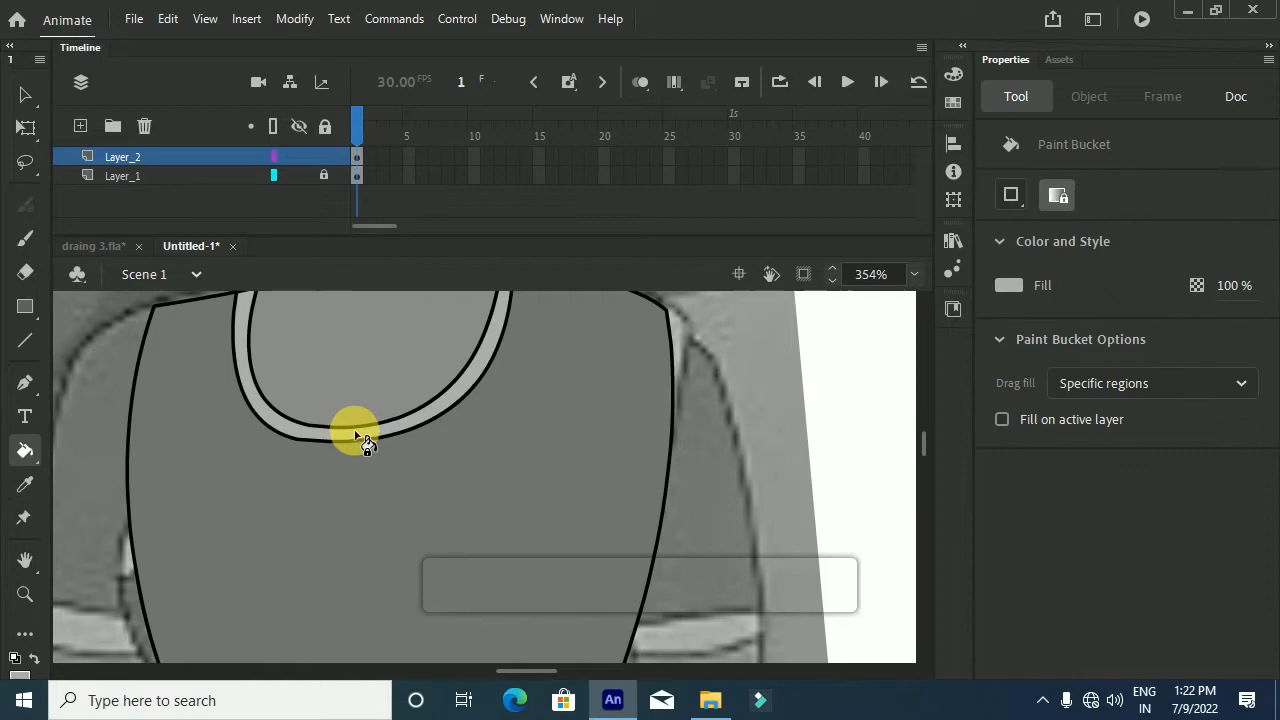 Animate
File Edit View Insert Modify Text Commands Control Debug Window Help
Timeline
30.00 FPS 1 F
1s
5 10 15 20 25 30 35 40
Layer_2
Layer_1
draing 3.fla* × Untitled-1* ×
Scene 1
354%
Properties Assets
Tool Object Frame Doc
Paint Bucket
Color and Style
Fill 100 %
Paint Bucket Options
Drag fill Specific regions
Fill on active layer
An
Type here to search
ENG
IN
1:22 PM
7/9/2022